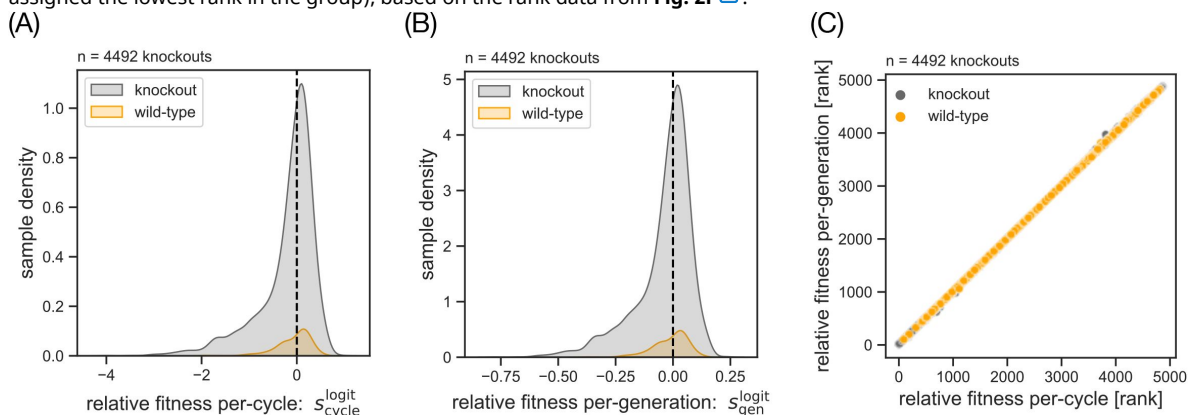 assigned the lowest rank in the group), based on the rank data from Fig. 2F
(A)
n = 4492 knockouts
knockout
wild-type
1.0
0.8
0.6
0.4
0.2
0.0
sample density
−4 −2 0
relative fitness per-cycle: s^logit_cycle
(B)
n = 4492 knockouts
knockout
wild-type
5
4
3
2
1
0
sample density
−0.75 −0.50 −0.25 0.00 0.25
relative fitness per-generation: s^logit_gen
(C)
n = 4492 knockouts
knockout
wild-type
5000
4000
3000
2000
1000
0
relative fitness per-generation [rank]
0 1000 2000 3000 4000 5000
relative fitness per-cycle [rank]